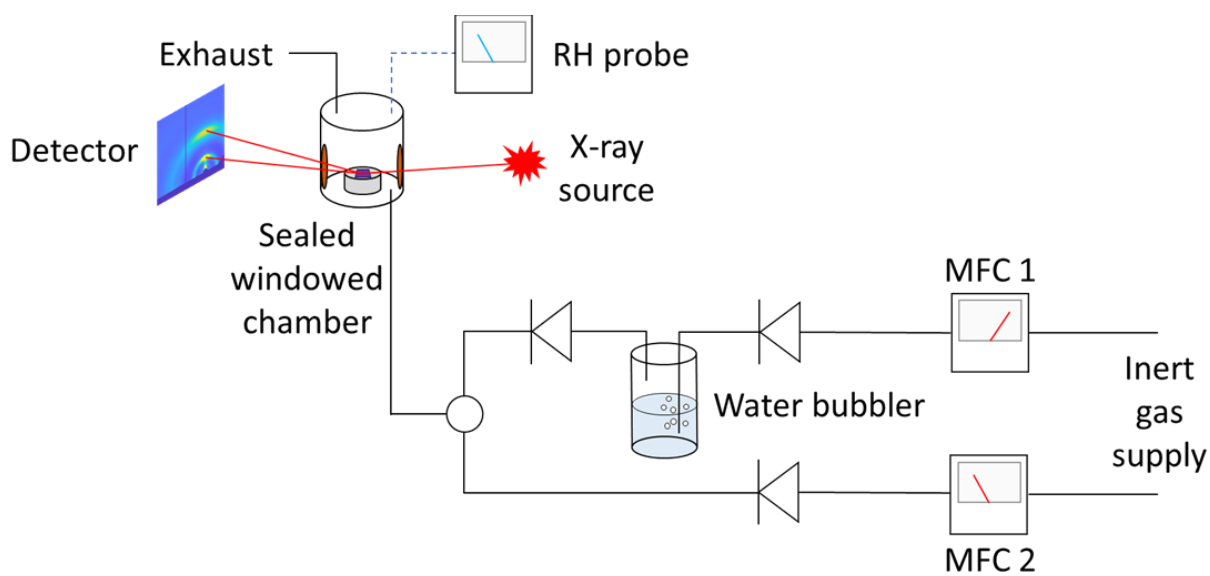 Exhaust
RH probe
Detector
X-ray
source
Sealed
windowed
chamber
MFC 1
Water bubbler
Inert
gas
supply
MFC 2